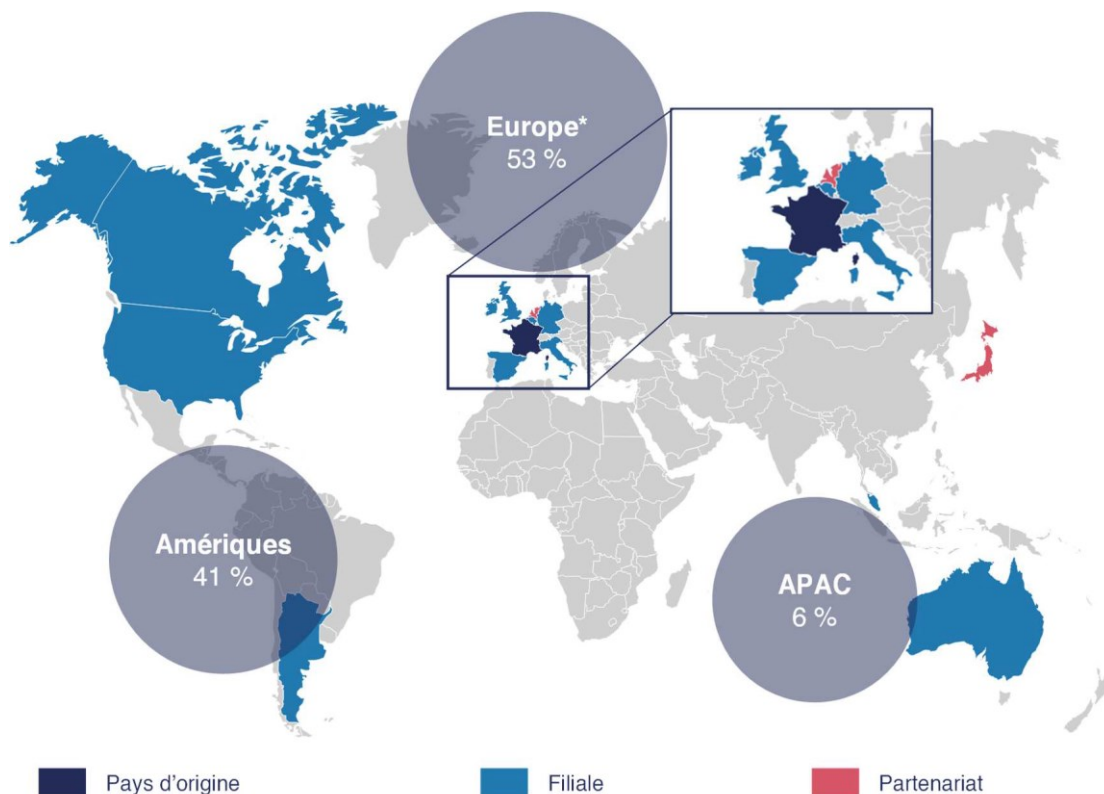 Europe*
53 %
Amériques
41 %
APAC
6 %
Pays d’origine
Filiale
Partenariat